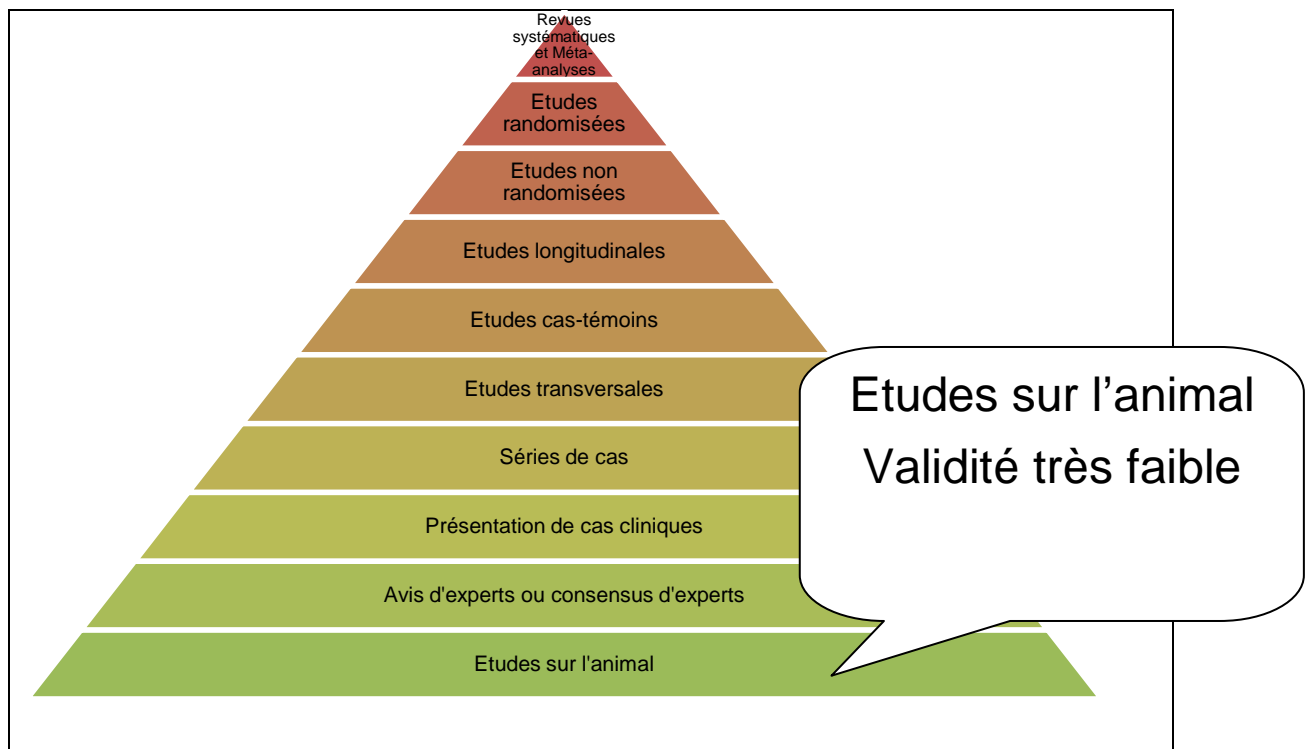 Revues
systématiques
et Méta-
analyses
Etudes
randomisées
Etudes non
randomisées
Etudes longitudinales
Etudes cas-témoins
Etudes transversales
Séries de cas
Présentation de cas cliniques
Avis d'experts ou consensus d'experts
Etudes sur l'animal
Etudes sur l’animal
Validité très faible